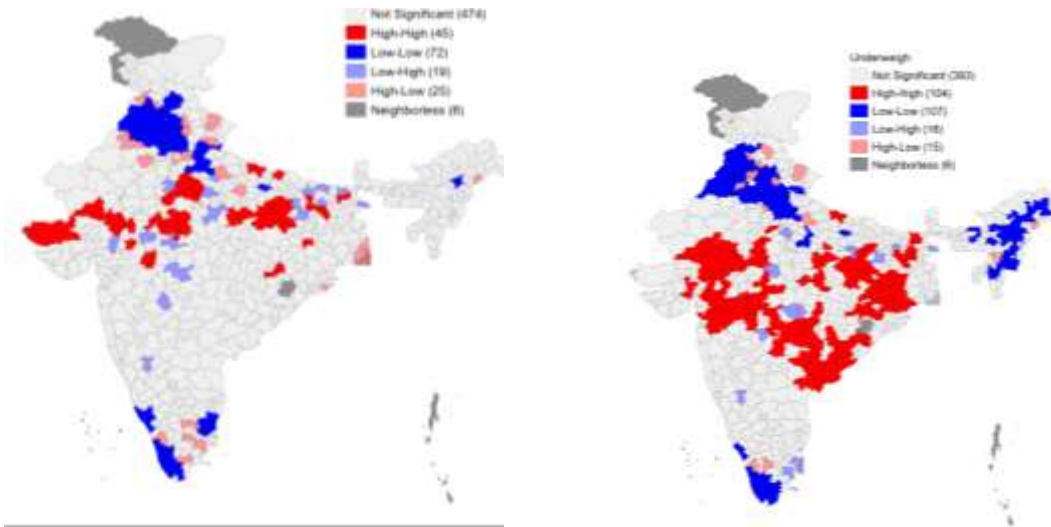 Not Significant (474)
High-High (45)
Low-Low (72)
Low-High (19)
High-Low (25)
Neighborless (6)
Underweigh
Not Significant (393)
High-High (104)
Low-Low (107)
Low-High (16)
High-Low (15)
Neighborless (6)